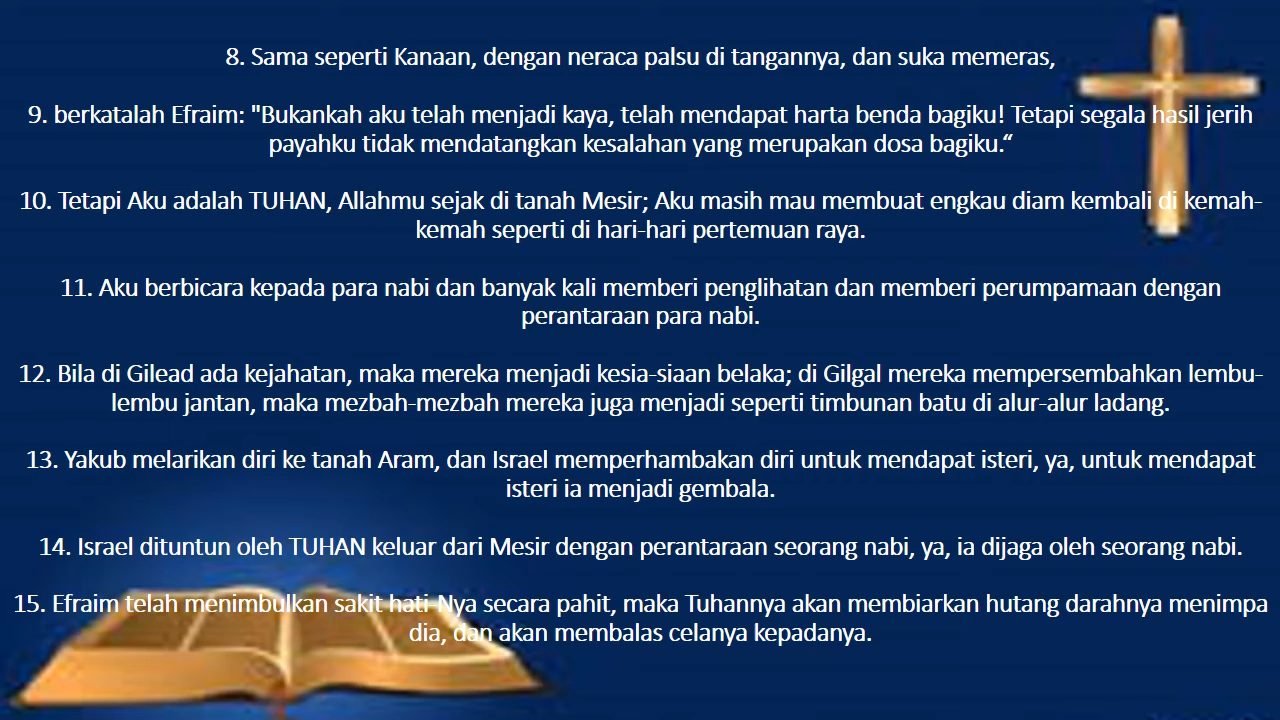 8. Sama seperti Kanaan, dengan neraca palsu di tangannya, dan suka memeras,
9. berkatalah Efraim: "Bukankah aku telah menjadi kaya, telah mendapat harta benda bagiku! Tetapi segala hasil jerih
payahku tidak mendatangkan kesalahan yang merupakan dosa bagiku.“
10. Tetapi Aku adalah TUHAN, Allahmu sejak di tanah Mesir; Aku masih mau membuat engkau diam kembali di kemah-
kemah seperti di hari-hari pertemuan raya.
11. Aku berbicara kepada para nabi dan banyak kali memberi penglihatan dan memberi perumpamaan dengan
perantaraan para nabi.
12. Bila di Gilead ada kejahatan, maka mereka menjadi kesia-siaan belaka; di Gilgal mereka mempersembahkan lembu-
lembu jantan, maka mezbah-mezbah mereka juga menjadi seperti timbunan batu di alur-alur ladang.
13. Yakub melarikan diri ke tanah Aram, dan Israel memperhambakan diri untuk mendapat isteri, ya, untuk mendapat
isteri ia menjadi gembala.
14. Israel dituntun oleh TUHAN keluar dari Mesir dengan perantaraan seorang nabi, ya, ia dijaga oleh seorang nabi.
15. Efraim telah menimbulkan sakit hati-Nya secara pahit, maka Tuhannya akan membiarkan hutang darahnya menimpa
dia, dan akan membalas celanya kepadanya.